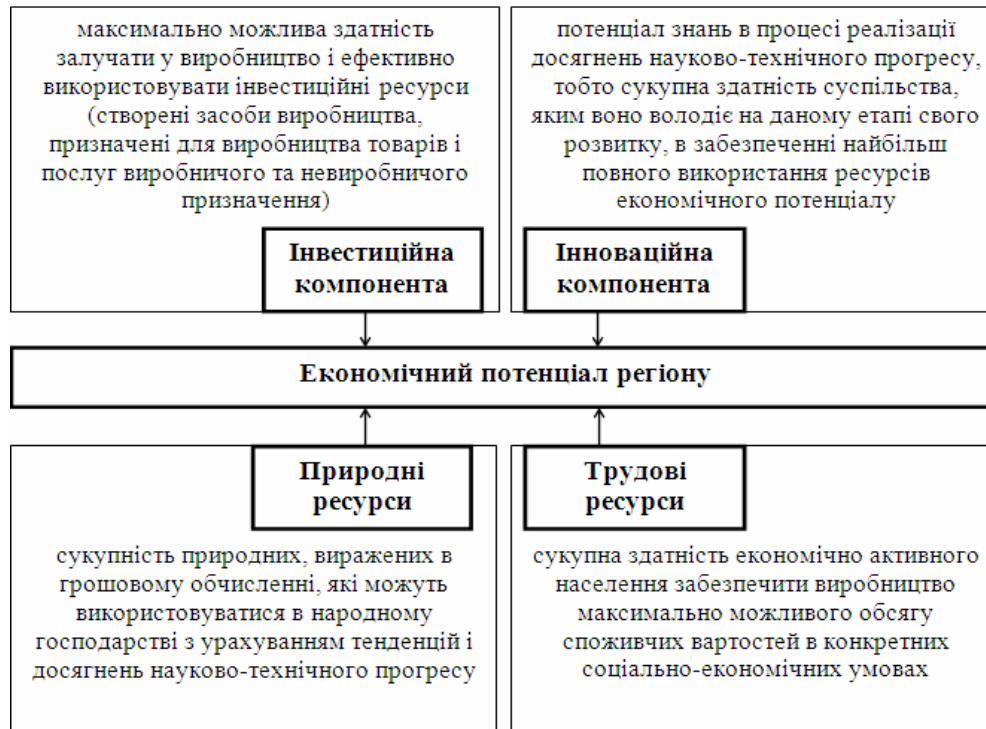 максимально можлива здатність
залучати у виробництво і ефективно
використовувати інвестиційні ресурси
(створені засоби виробництва,
призначені для виробництва товарів і
послуг виробничого та невиробничого
призначення)
Інвестиційна
компонента
потенціал знань в процесі реалізації
досягнень науково-технічного прогресу,
тобто сукупна здатність суспільства,
яким воно володіє на даному етапі свого
розвитку, в забезпеченні найбільш
повного використання ресурсів
економічного потенціалу
Інноваційна
компонента
Економічний потенціал регіону
Природні
ресурси
сукупність природних, виражених в
грошовому обчисленні, які можуть
використовуватися в народному
господарстві з урахуванням тенденцій і
досягнень науково-технічного прогресу
Трудові
ресурси
сукупна здатність економічно активного
населення забезпечити виробництво
максимально можливого обсягу
споживчих вартостей в конкретних
соціально-економічних умовах